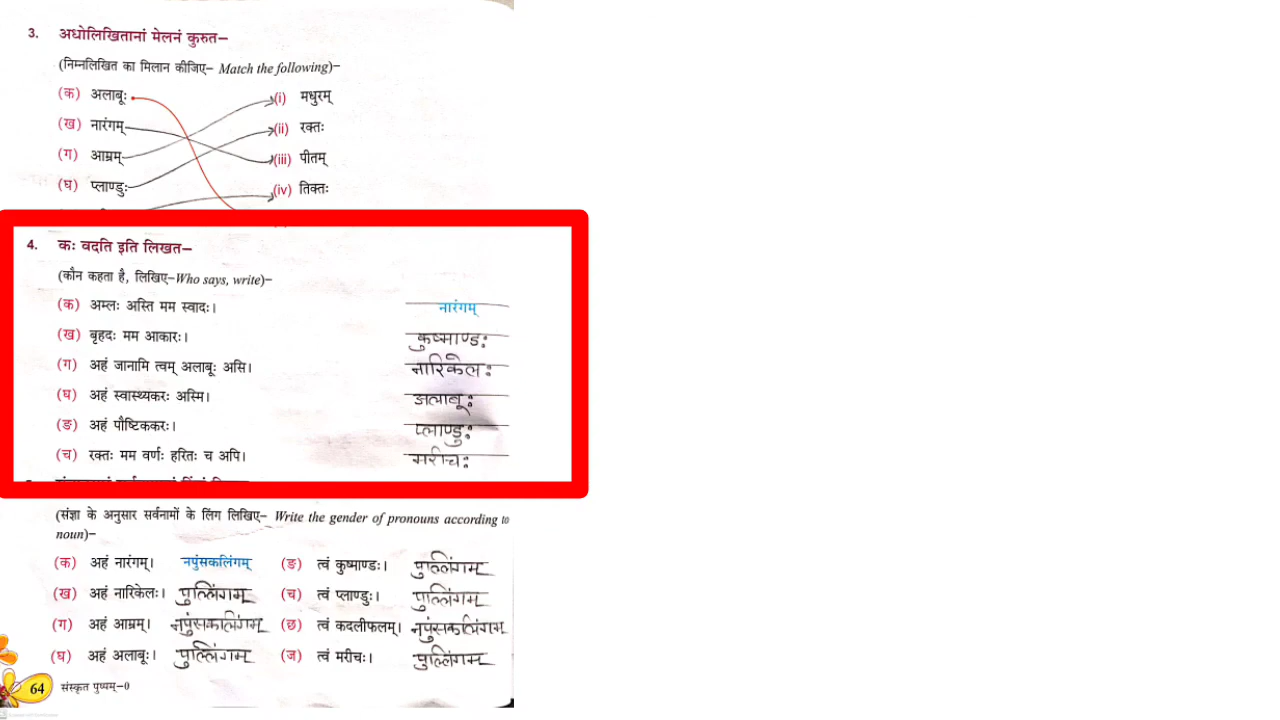 3. अधोलिखितानां मेलनं कुरुत–
(निम्नलिखित का मिलान कीजिए– Match the following)–
(क) अलाबूः (i) मधुरम्
(ख) नारंगम् (ii) रक्तः
(ग) आम्रम् (iii) पीतम्
(घ) प्लाण्डुः (iv) तिक्तः
4. कः वदति इति लिखत–
(कौन कहता है, लिखिए–Who says, write)–
(क) अम्लः अस्ति मम स्वादः। नारंगम्
(ख) बृहदः मम आकारः। कुष्माण्डः
(ग) अहं जानामि त्वम् अलाबूः असि। नारिकेलः
(घ) अहं स्वास्थ्यकरः अस्मि। अलाबूः
(ङ) अहं पौष्टिककरः। प्लाण्डुः
(च) रक्तः मम वर्णः हरितः च अपि। मरीचः
(संज्ञा के अनुसार सर्वनामों के लिंग लिखिए– Write the gender of pronouns according to
noun)–
(क) अहं नारंगम्। नपुंसकलिंगम् (ङ) त्वं कुष्माण्डः। पुल्लिंगम्
(ख) अहं नारिकेलः। पुल्लिंगम् (च) त्वं प्लाण्डुः। पुल्लिंगम्
(ग) अहं आम्रम्। नपुंसकलिंगम् (छ) त्वं कदलीफलम्। नपुंसकलिंगम्
(घ) अहं अलाबूः। पुल्लिंगम् (ज) त्वं मरीचः। पुल्लिंगम्
64 संस्कृत पुष्पम्–0